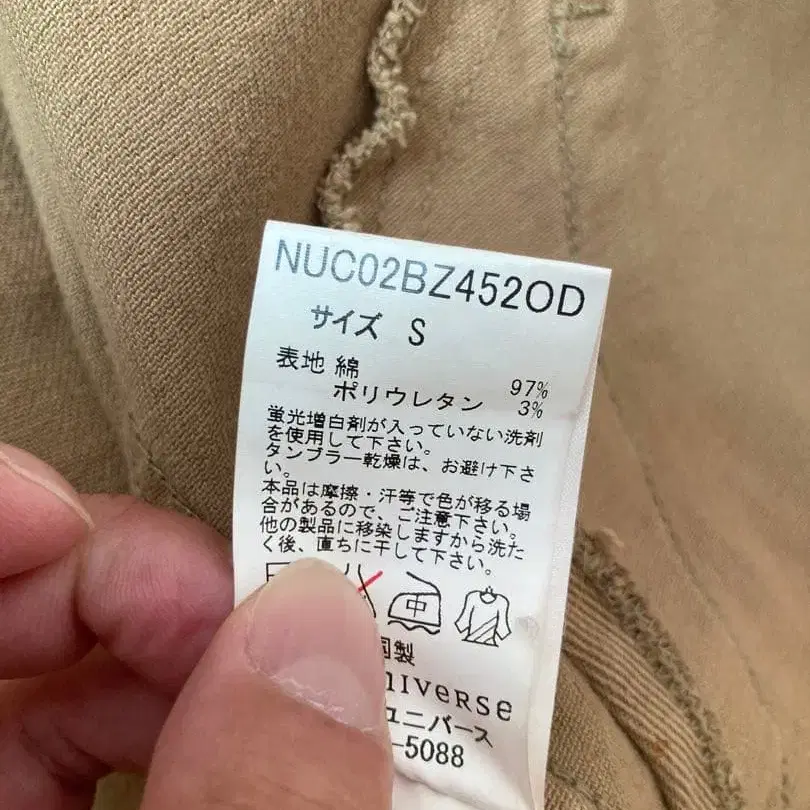 NUC02BZ452OD
サイズ S
表地 綿 97%
ポリウレタン 3%
蛍光増白剤が入っていない洗剤
を使用して下さい。
タンブラー乾燥は、お避け下さ
い。
本品は摩擦・汗等で色が移る場
合があるので、ご注意下さい。
他の製品に移染しますから洗た
く後、直ちに干して下さい。
中
国製
iverse
ユニバース
-5088